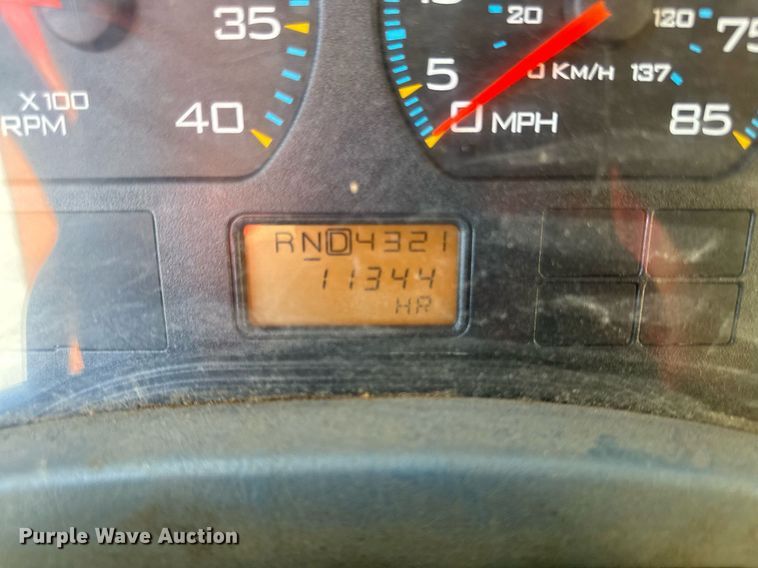 35
X100
RPM
40
20
120
75
5
0 KM/H 137
0 MPH
85
RND4321
11344
HR
Purple Wave Auction